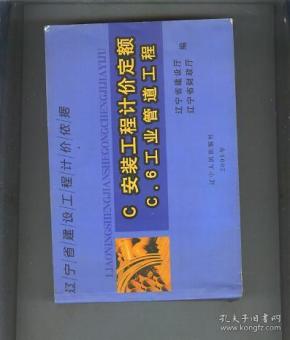 辽宁省建设工程计价依据
LIAONINGSHENGJIANSHEGONGCHENGJIJIAYIJU
C 安装工程计价定额
C.6工业管道工程
辽宁省建设厅
辽宁省财政厅
编
辽宁人民出版社
孔夫子旧书网